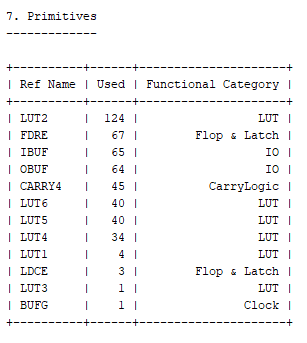 7. Primitives
-------------
+-----------+------+---------------------+
| Ref Name | Used | Functional Category |
+-----------+------+---------------------+
| LUT2 | 124 | LUT |
| FDRE | 67 | Flop & Latch |
| IBUF | 65 | IO |
| OBUF | 64 | IO |
| CARRY4 | 45 | CarryLogic |
| LUT6 | 40 | LUT |
| LUT5 | 40 | LUT |
| LUT4 | 34 | LUT |
| LUT1 | 4 | LUT |
| LDCE | 3 | Flop & Latch |
| LUT3 | 1 | LUT |
| BUFG | 1 | Clock |
+-----------+------+---------------------+